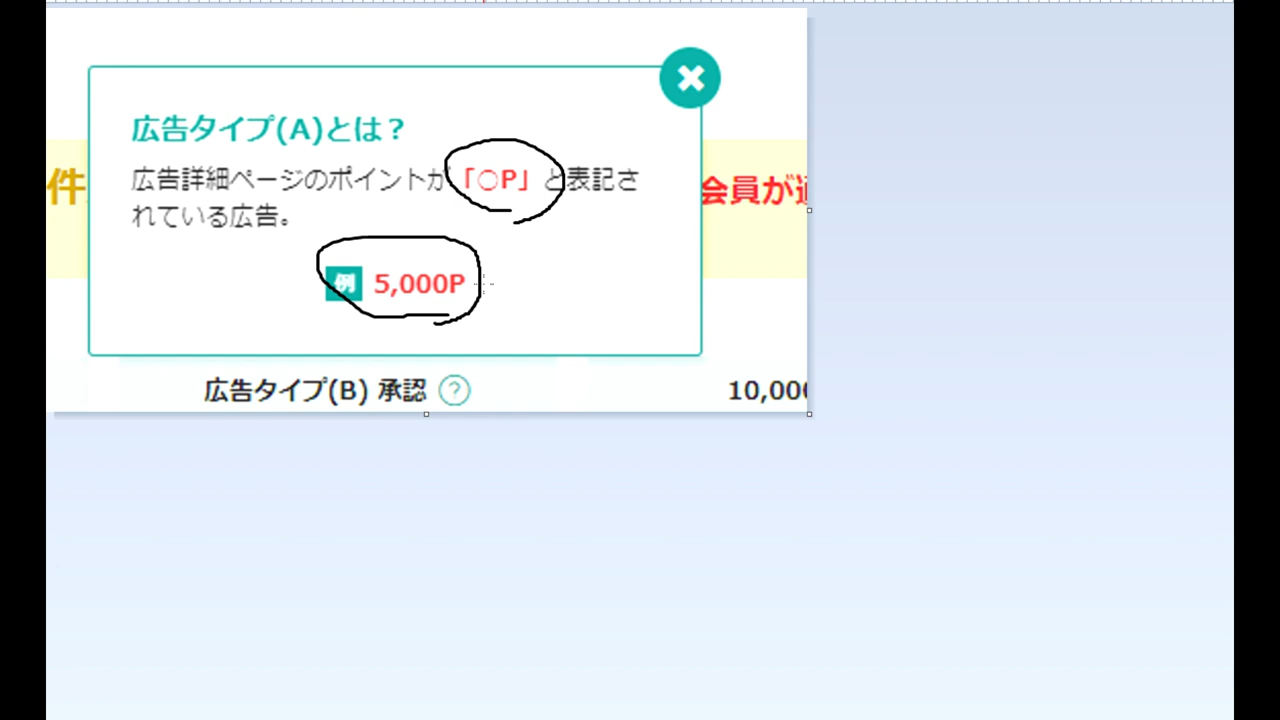 広告タイプ(A)とは?
広告詳細ページのポイントが「○P」と表記さ
れている広告。
件
会員が
例 5,000P
広告タイプ(B) 承認 ?
10,00